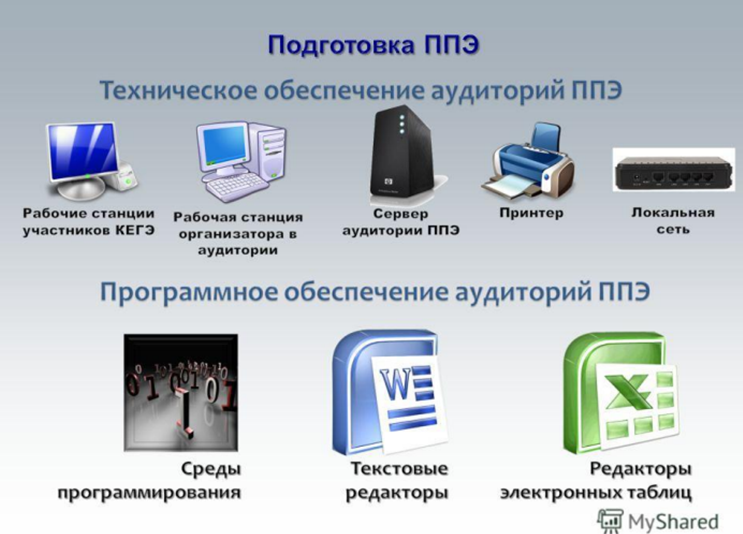 Подготовка ППЭ
Техническое обеспечение аудиторий ППЭ
Рабочие станции
участников КЕГЭ
Рабочая станция
организатора в
аудитории
Сервер
аудитории ППЭ
Принтер
Локальная
сеть
Программное обеспечение аудиторий ППЭ
Среды
программирования
Текстовые
редакторы
Редакторы
электронных таблиц
MyShared